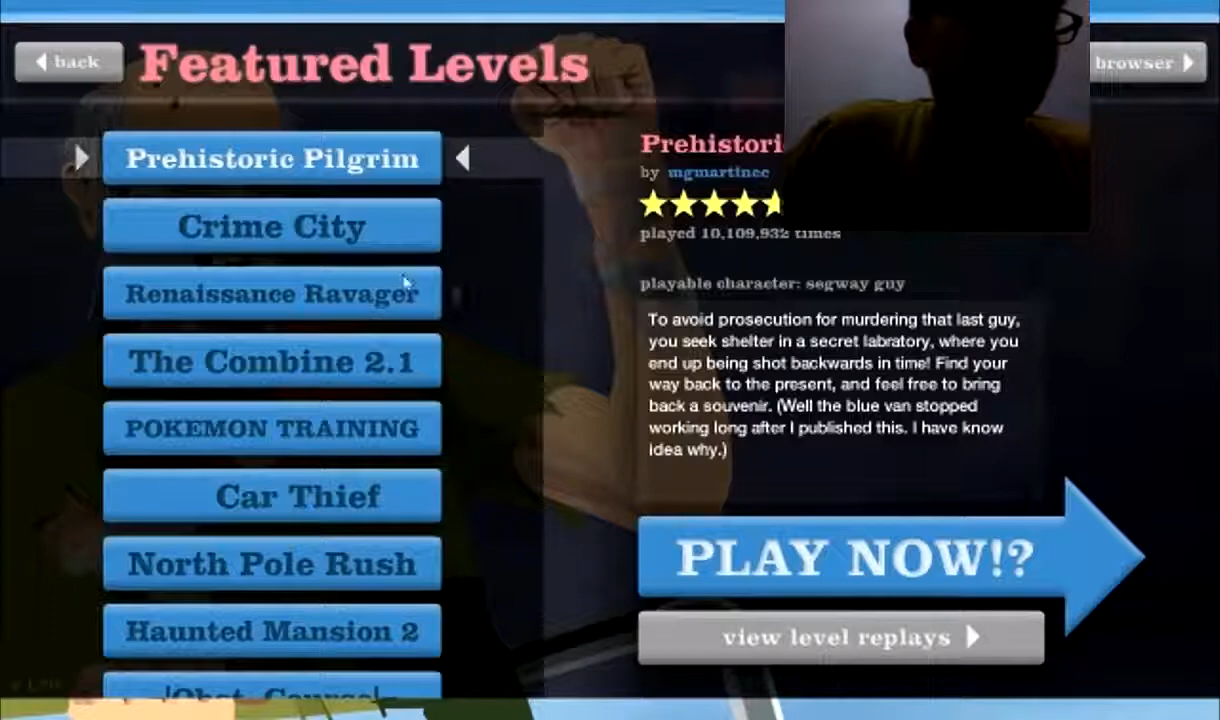 back
Featured Levels
browser
Prehistoric Pilgrim
Crime City
Renaissance Ravager
The Combine 2.1
POKEMON TRAINING
Car Thief
North Pole Rush
Haunted Mansion 2
Prehistori
by mgmartinee
played 10,109,932 times
playable character: segway guy
To avoid prosecution for murdering that last guy,
you seek shelter in a secret labratory, where you
end up being shot backwards in time! Find your
way back to the present, and feel free to bring
back a souvenir. (Well the blue van stopped
working long after I published this. I have know
idea why.)
PLAY NOW!?
view level replays